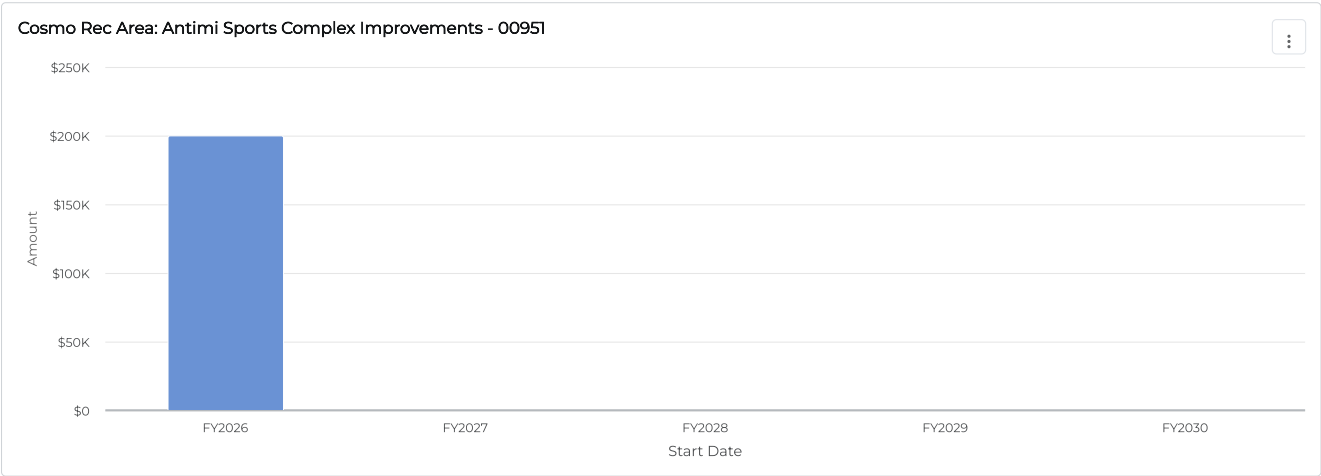 Cosmo Rec Area: Antimi Sports Complex Improvements - 00951
$250K
$200K
$150K
$100K
$50K
$0
Amount
FY2026 FY2027 FY2028 FY2029 FY2030
Start Date